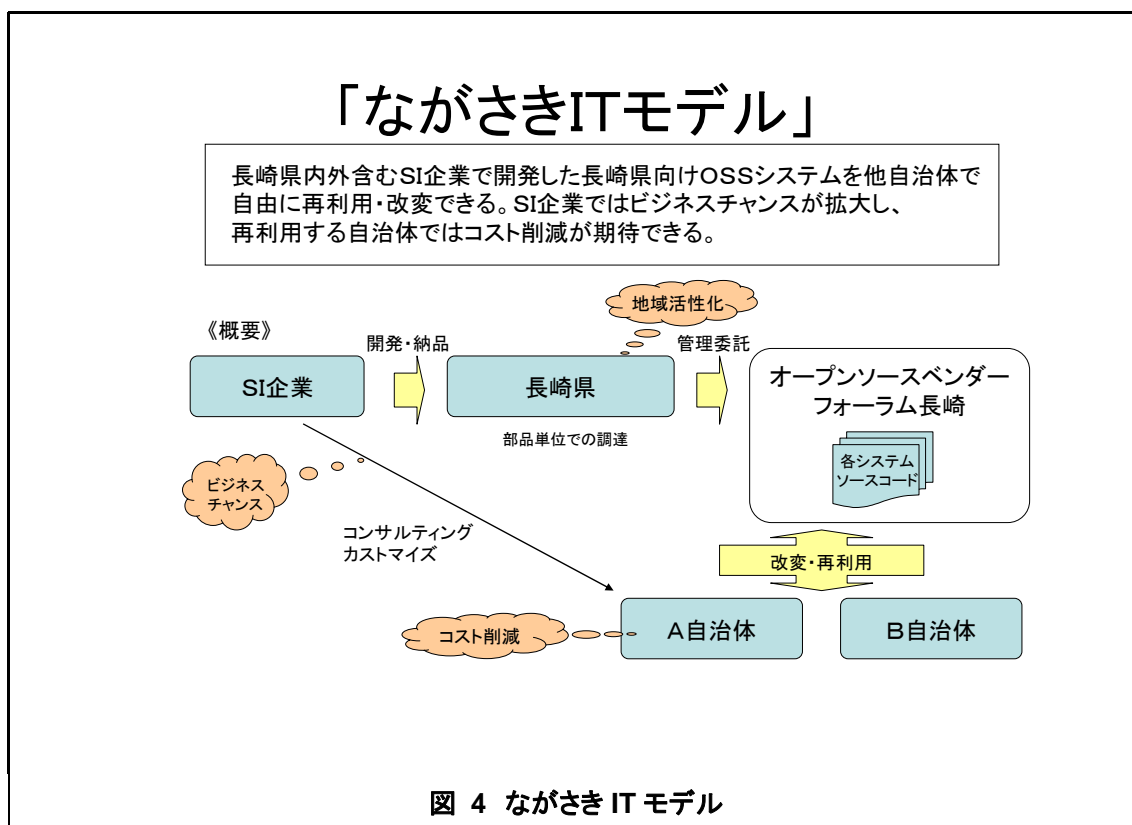 「ながさきITモデル」
長崎県内外含むSI企業で開発した長崎県向けOSSシステムを他自治体で
自由に再利用・改変できる。SI企業ではビジネスチャンスが拡大し、
再利用する自治体ではコスト削減が期待できる。
地域活性化
《概要》
開発・納品
管理委託
SI企業
長崎県
オープンソースベンダー
フォーラム長崎
部品単位での調達
各システム
ソースコード
ビジネス
チャンス
コンサルティング
カストマイズ
改変・再利用
コスト削減
A自治体
B自治体
図 4 ながさき IT モデル